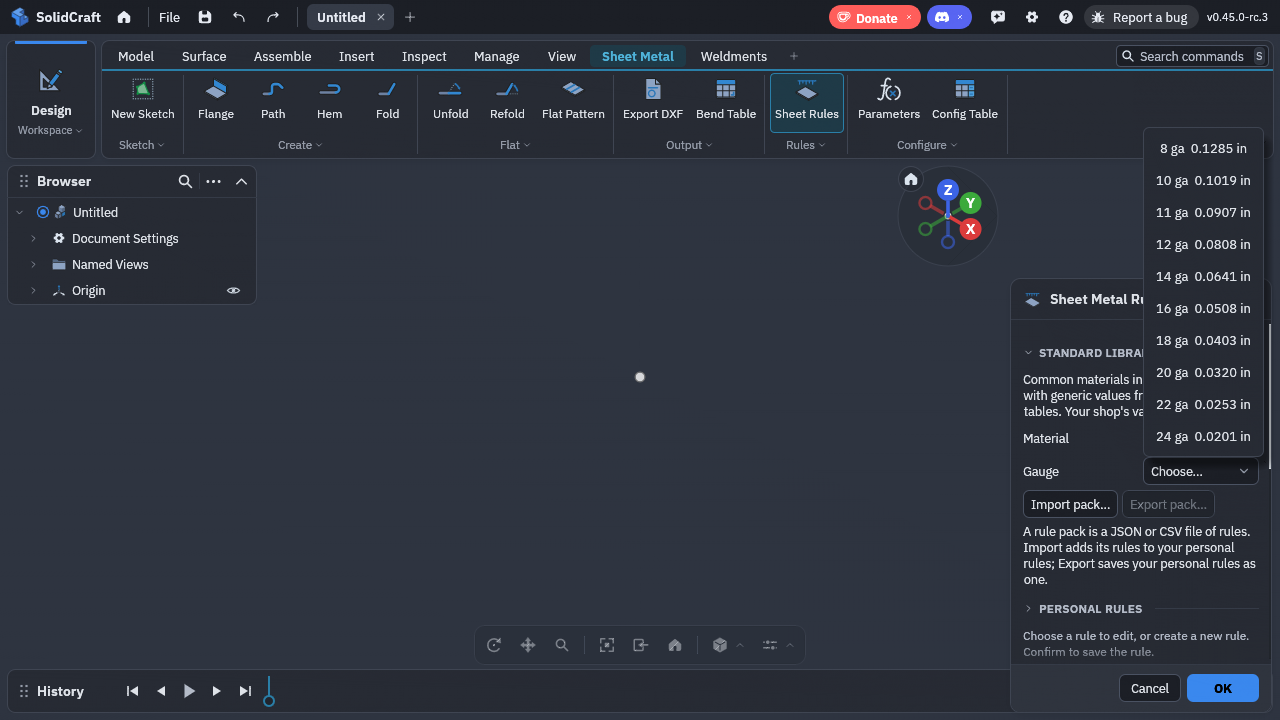 SolidCraft
File
Untitled
Donate
Report a bug
v0.45.0-rc.3
Design
Workspace
Model
Surface
Assemble
Insert
Inspect
Manage
View
Sheet Metal
Weldments
Search commands
S
New Sketch
Flange
Path
Hem
Fold
Unfold
Refold
Flat Pattern
Export DXF
Bend Table
Sheet Rules
Parameters
Config Table
Sketch
Create
Flat
Output
Rules
Configure
Browser
Untitled
Document Settings
Named Views
Origin
Z
Y
X
8 ga 0.1285 in
10 ga 0.1019 in
11 ga 0.0907 in
12 ga 0.0808 in
14 ga 0.0641 in
16 ga 0.0508 in
18 ga 0.0403 in
20 ga 0.0320 in
22 ga 0.0253 in
24 ga 0.0201 in
Sheet Metal Ru
STANDARD LIBRA
Common materials in
with generic values fr
tables. Your shop's va
Material
Gauge
Choose...
Import pack...
Export pack...
A rule pack is a JSON or CSV file of rules.
Import adds its rules to your personal
rules; Export saves your personal rules as
one.
PERSONAL RULES
Choose a rule to edit, or create a new rule.
Confirm to save the rule.
Cancel
OK
History